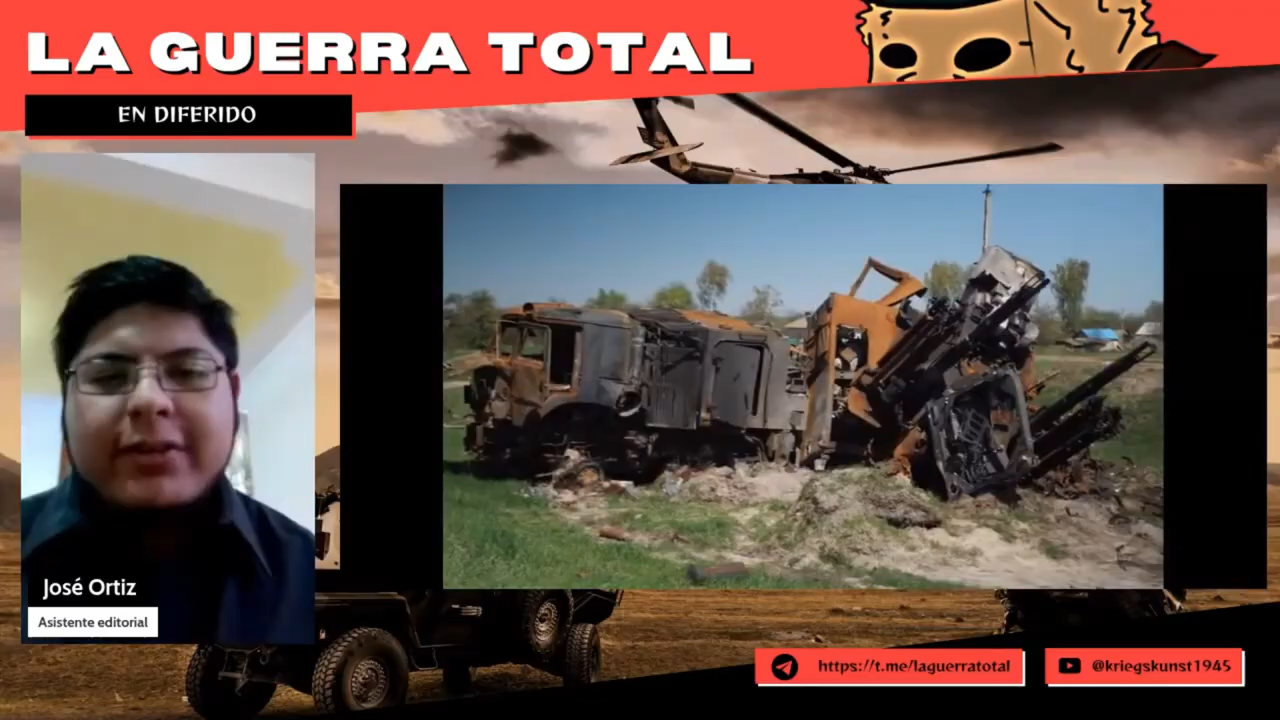 LA GUERRA TOTAL
EN DIFERIDO
José Ortiz
Asistente editorial
https://t.me/laguerratotal
@kriegskunst1945